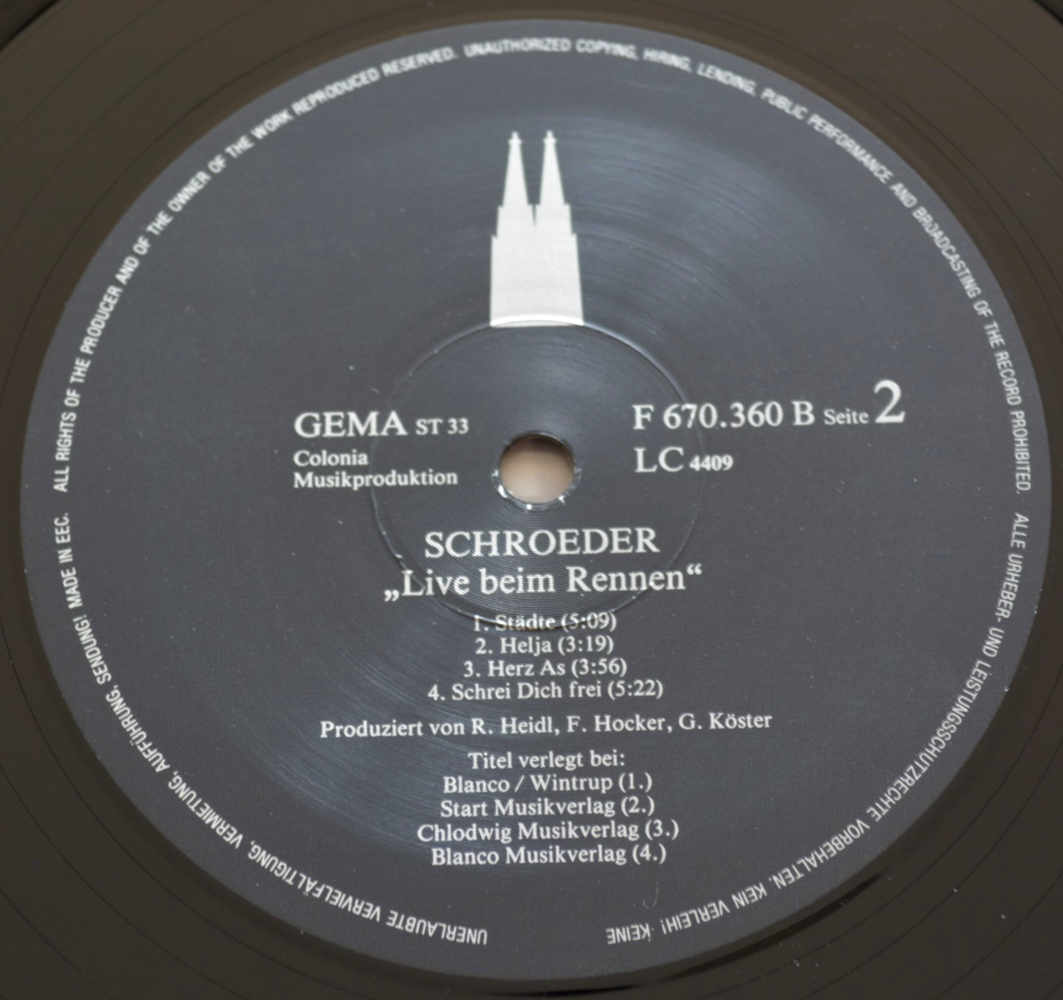 ALL RIGHTS OF THE PRODUCER AND OF THE OWNER OF THE WORK REPRODUCED RESERVED. UNAUTHORIZED COPYING, HIRING, LENDING, PUBLIC PERFORMANCE AND BROADCASTING OF THE RECORD PROHIBITED.
ALLE URHEBER- UND LEISTUNGSSCHUTZRECHTE VORBEHALTEN. KEIN VERLEIH! KEINE
UNERLAUBTE VERVIELFÄLTIGUNG, VERMIETUNG, AUFFÜHRUNG, SENDUNG! MADE IN EEC.
GEMA ST 33
Colonia
Musikproduktion
F 670.360 B Seite 2
LC 4409
SCHROEDER
„Live beim Rennen“
1. Städte (5:09)
2. Helja (3:19)
3. Herz As (3:56)
4. Schrei Dich frei (5:22)
Produziert von R. Heidl, F. Hocker, G. Köster
Titel verlegt bei:
Blanco / Wintrup (1.)
Start Musikverlag (2.)
Chlodwig Musikverlag (3.)
Blanco Musikverlag (4.)